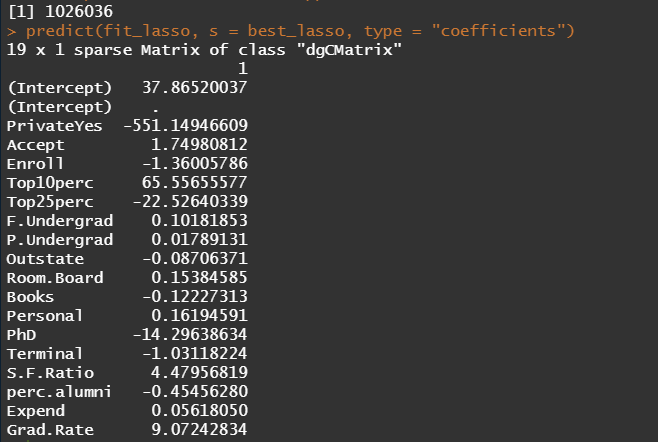 [1] 1026036
> predict(fit_lasso, s = best_lasso, type = "coefficients")
19 x 1 sparse Matrix of class "dgCMatrix"
1
(Intercept) 37.86520037
(Intercept) .
PrivateYes -551.14946609
Accept 1.74980812
Enroll -1.36005786
Top10perc 65.55655577
Top25perc -22.52640339
F.Undergrad 0.10181853
P.Undergrad 0.01789131
Outstate -0.08706371
Room.Board 0.15384585
Books -0.12227313
Personal 0.16194591
PhD -14.29638634
Terminal -1.03118224
S.F.Ratio 4.47956819
perc.alumni -0.45456280
Expend 0.05618050
Grad.Rate 9.07242834